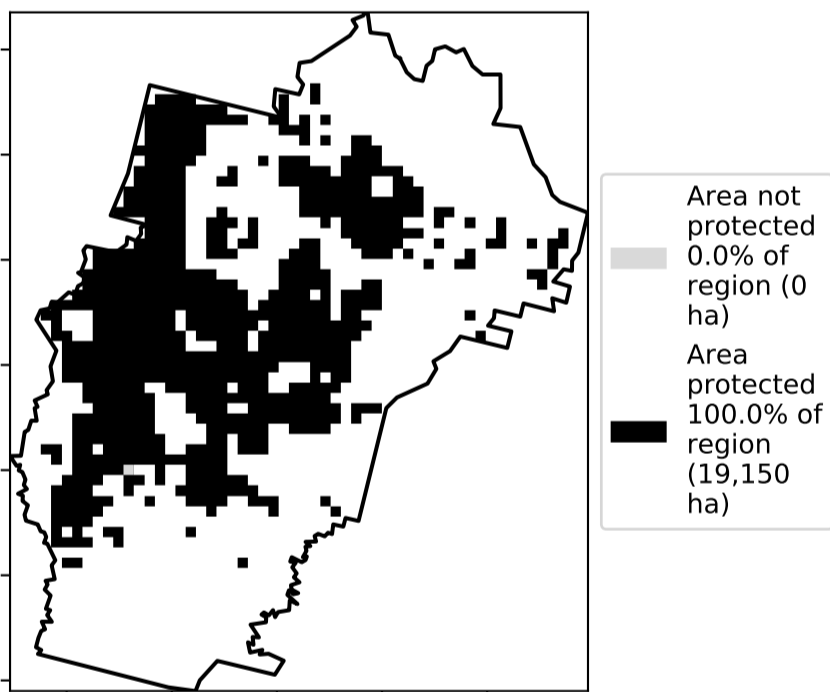 Area not
protected
0.0% of
region (0
ha)
Area
protected
100.0% of
region
(19,150
ha)